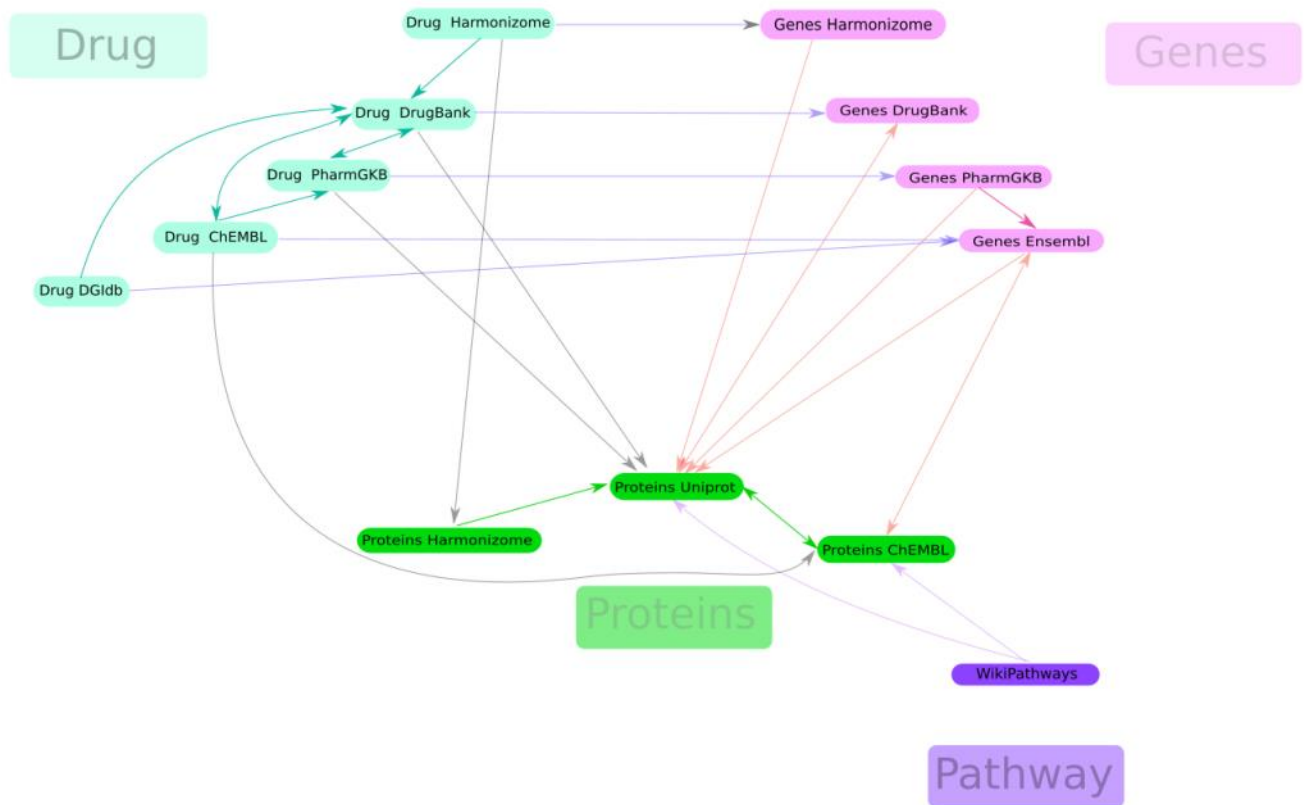 Drug Harmonizome
Genes Harmonizome
Drug
Genes
Drug DrugBank
Genes DrugBank
Drug PharmGKB
Genes PharmGKB
Drug ChEMBL
Genes Ensembl
Drug DGIdb
Proteins Uniprot
Proteins Harmonizome
Proteins ChEMBL
Proteins
WikiPathways
Pathway